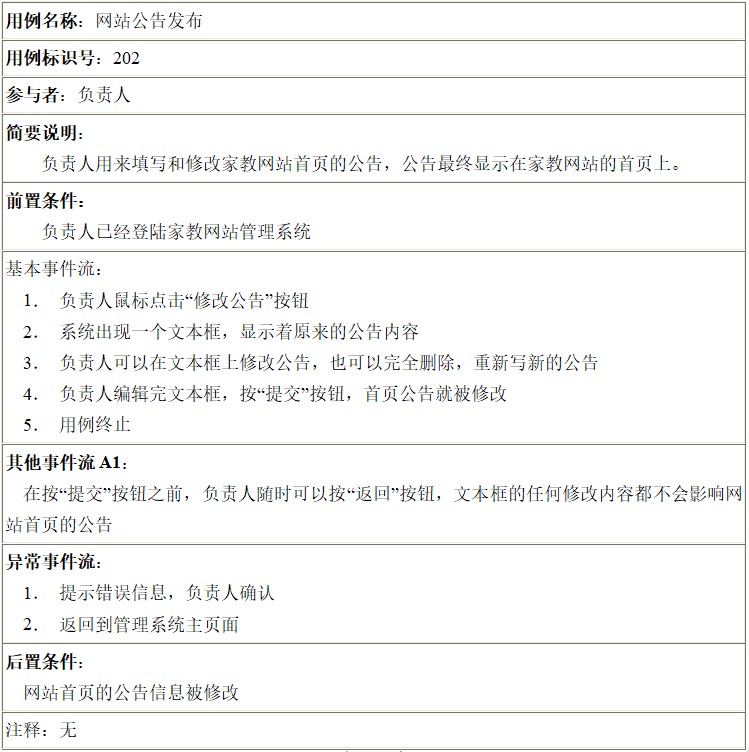 用例名称：网站公告发布
用例标识号：202
参与者：负责人
简要说明：
负责人用来填写和修改家教网站首页的公告，公告最终显示在家教网站的首页上。
前置条件：
负责人已经登陆家教网站管理系统
基本事件流：
1． 负责人鼠标点击“修改公告”按钮
2． 系统出现一个文本框，显示着原来的公告内容
3． 负责人可以在文本框上修改公告，也可以完全删除，重新写新的公告
4． 负责人编辑完文本框，按“提交”按钮，首页公告就被修改
5． 用例终止
其他事件流 A1：
在按“提交”按钮之前，负责人随时可以按“返回”按钮，文本框的任何修改内容都不会影响网
站首页的公告
异常事件流：
1． 提示错误信息，负责人确认
2． 返回到管理系统主页面
后置条件：
网站首页的公告信息被修改
注释：无